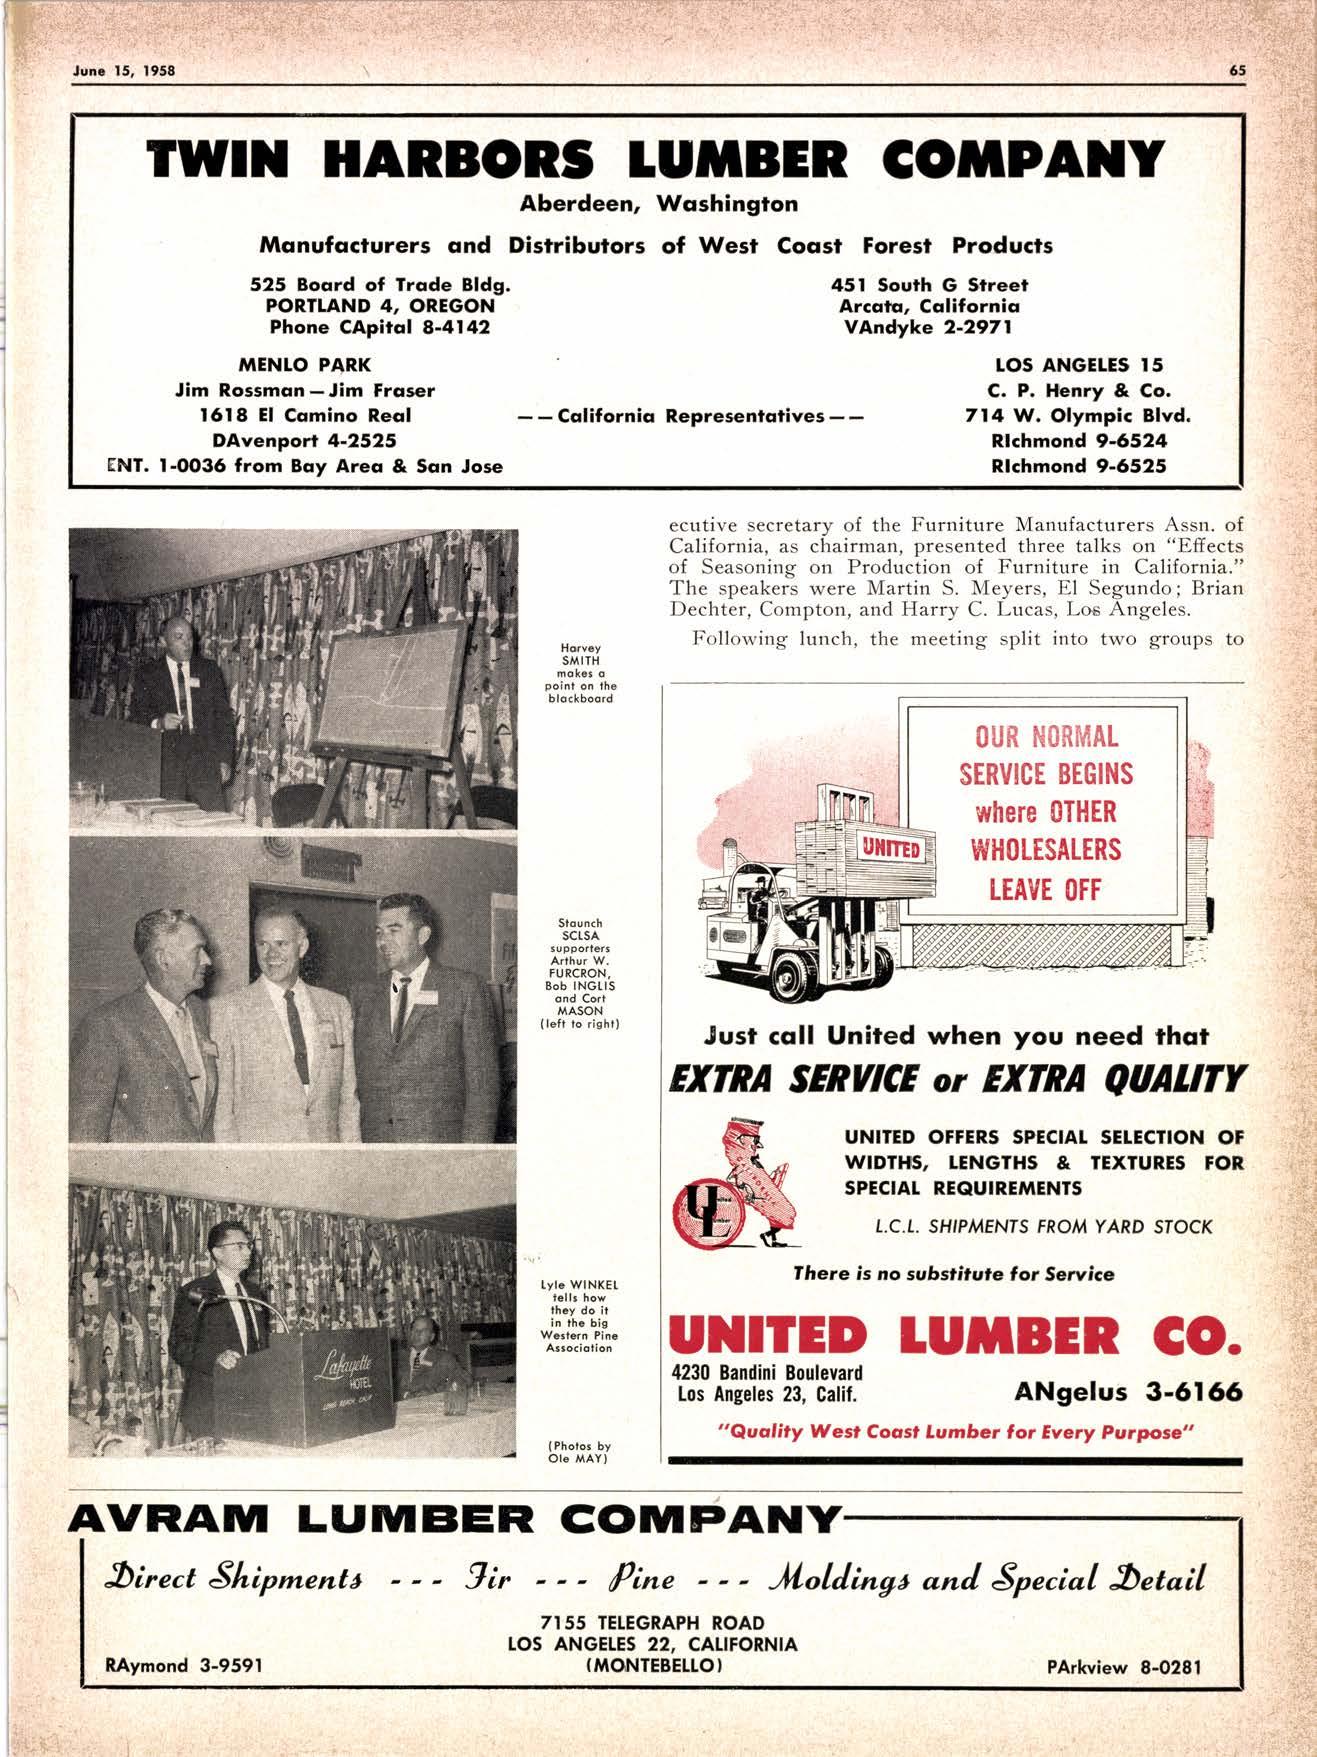 June 15, 1958
65
TWIN HARBORS LUMBER COMPANY
Aberdeen, Washington
Manufacturers and Distributors of West Coast Forest Products
525 Board of Trade Bldg.
PORTLAND 4, OREGON
Phone CApital 8-4142
451 South G Street
Arcata, California
VAndyke 2-2971
MENLO PARK
Jim Rossman—Jim Fraser
1618 El Camino Real
DAvenport 4-2525
ENT. 1-0036 from Bay Area & San Jose
——California Representatives——
LOS ANGELES 15
C. P. Henry & Co.
714 W. Olympic Blvd.
RIchmond 9-6524
RIchmond 9-6525
Harvey
SMITH
makes a
point on the
blackboard
Staunch
SCLSA
supporters
Arthur W.
FURCRON,
Bob INGLIS
and Cort
MASON
(left to right)
Lafayette
HOTEL
LONG BEACH, CALIF
Lyle WINKEL
tells how
they do it
in the big
Western Pine
Association
(Photos by
Ole MAY)
ecutive secretary of the Furniture Manufacturers Assn. of
California, as chairman, presented three talks on "Effects
of Seasoning on Production of Furniture in California."
The speakers were Martin S. Meyers, El Segundo; Brian
Dechter, Compton, and Harry C. Lucas, Los Angeles.
Following lunch, the meeting split into two groups to
OUR NORMAL
SERVICE BEGINS
where OTHER
WHOLESALERS
LEAVE OFF
UNITED
Just call United when you need that
EXTRA SERVICE or EXTRA QUALITY
CALIFORNIA
United
Lumber
UNITED OFFERS SPECIAL SELECTION OF
WIDTHS, LENGTHS & TEXTURES FOR
SPECIAL REQUIREMENTS
L.C.L. SHIPMENTS FROM YARD STOCK
There is no substitute for Service
UNITED LUMBER CO.
4230 Bandini Boulevard
Los Angeles 23, Calif.
ANgelus 3-6166
"Quality West Coast Lumber for Every Purpose"
AVRAM LUMBER COMPANY
Direct Shipments --- Fir --- Pine --- Moldings and Special Detail
7155 TELEGRAPH ROAD
LOS ANGELES 22, CALIFORNIA
(MONTEBELLO)
RAymond 3-9591
PArkview 8-0281